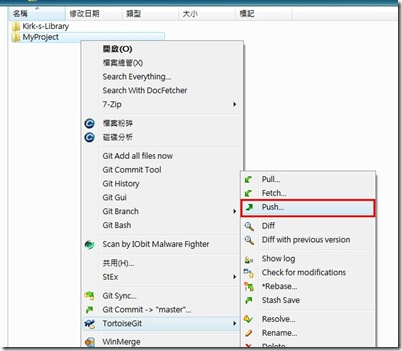 名稱 修改日期 類型 大小 標記
Kirk-s-Library
MyProject
開啟(O)
檔案總管(X)
Search Everything...
Search With DocFetcher
7-Zip
檔案粉碎
磁碟分析
Git Add all files now
Git Commit Tool
Git History
Git Gui
Git Branch
Git Bash
Scan by IObit Malware Fighter
共用(H)...
StEx
Git Sync...
Git Commit -> "master"...
TortoiseGit
WinMerge
Pull...
Fetch...
Push...
Diff
Diff with previous version
Show log
Check for modifications
*Rebase...
Stash Save
Resolve...
Rename...
Delete